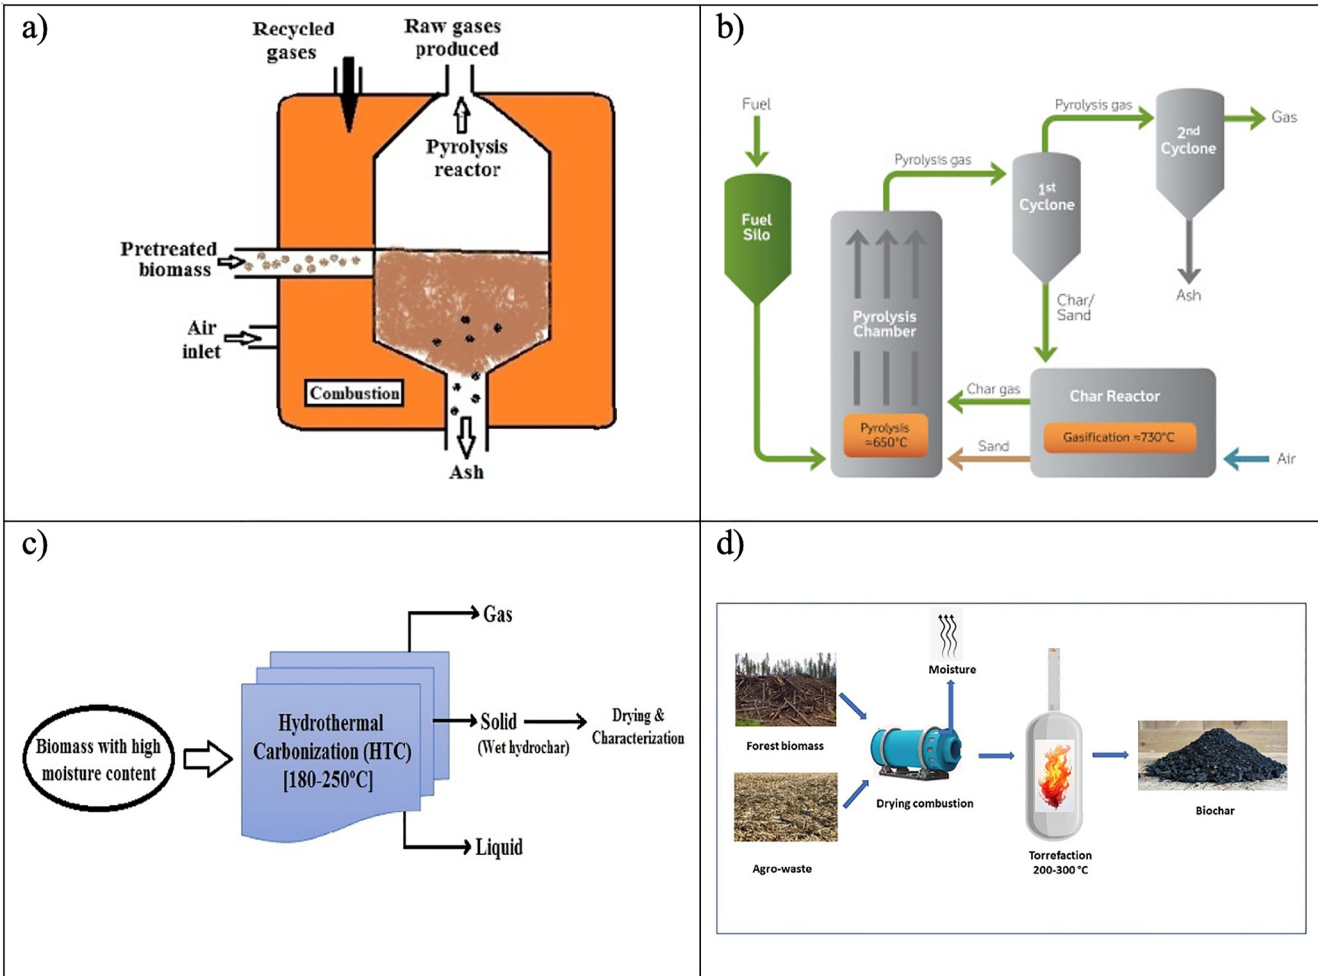 a)
Recycled
gases
Raw gases
produced
Pyrolysis
reactor
Pretreated
biomass
Air
inlet
Combustion
Ash
b)
Fuel
Fuel
Silo
Pyrolysis gas
Pyrolysis
Chamber
Pyrolysis
≈650°C
Pyrolysis gas
1st
Cyclone
2nd
Cyclone
Gas
Ash
Char/
Sand
Char gas
Sand
Char Reactor
Gasification ≈730°C
Air
c)
Biomass with high
moisture content
Hydrothermal
Carbonization (HTC)
[180-250°C]
Gas
Solid
(Wet hydrochar)
Drying &
Characterization
Liquid
d)
Moisture
Forest biomass
Drying combustion
Agro-waste
Torrefaction
200-300 °C
Biochar